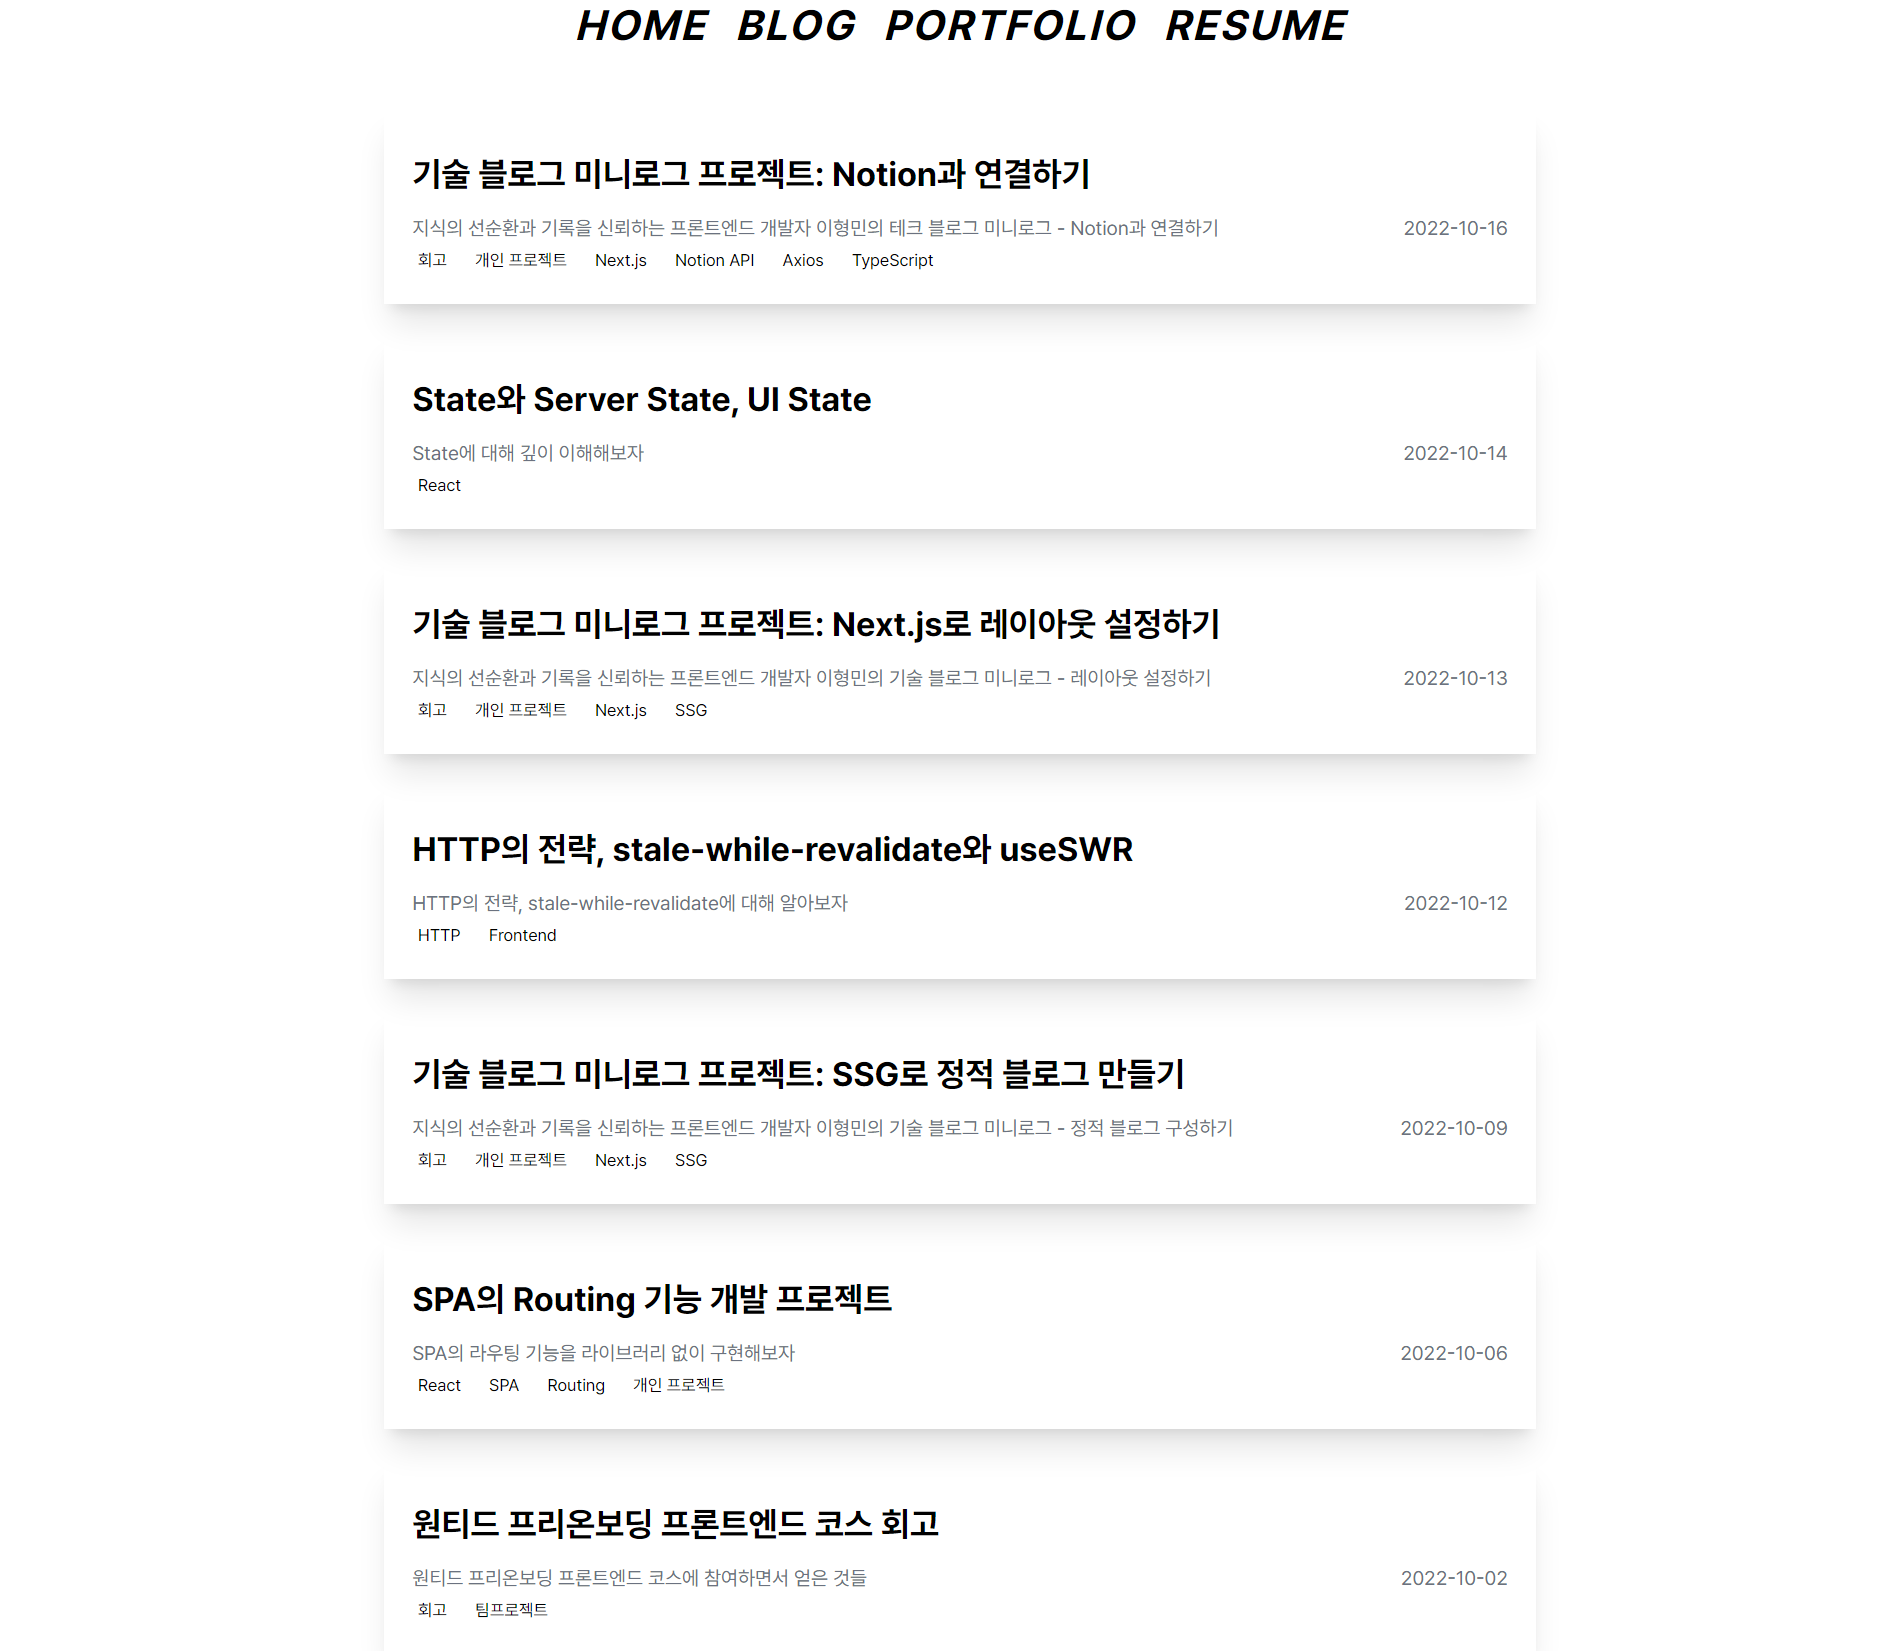 HOME BLOG PORTFOLIO RESUME
기술 블로그 미니로그 프로젝트: Notion과 연결하기
지식의 선순환과 기록을 신뢰하는 프론트엔드 개발자 이형민의 테크 블로그 미니로그 - Notion과 연결하기 2022-10-16
회고 개인 프로젝트 Next.js Notion API Axios TypeScript
State와 Server State, UI State
State에 대해 깊이 이해해보자 2022-10-14
React
기술 블로그 미니로그 프로젝트: Next.js로 레이아웃 설정하기
지식의 선순환과 기록을 신뢰하는 프론트엔드 개발자 이형민의 기술 블로그 미니로그 - 레이아웃 설정하기 2022-10-13
회고 개인 프로젝트 Next.js SSG
HTTP의 전략, stale-while-revalidate와 useSWR
HTTP의 전략, stale-while-revalidate에 대해 알아보자 2022-10-12
HTTP Frontend
기술 블로그 미니로그 프로젝트: SSG로 정적 블로그 만들기
지식의 선순환과 기록을 신뢰하는 프론트엔드 개발자 이형민의 기술 블로그 미니로그 - 정적 블로그 구성하기 2022-10-09
회고 개인 프로젝트 Next.js SSG
SPA의 Routing 기능 개발 프로젝트
SPA의 라우팅 기능을 라이브러리 없이 구현해보자 2022-10-06
React SPA Routing 개인 프로젝트
원티드 프리온보딩 프론트엔드 코스 회고
원티드 프리온보딩 프론트엔드 코스에 참여하면서 얻은 것들 2022-10-02
회고 팀프로젝트